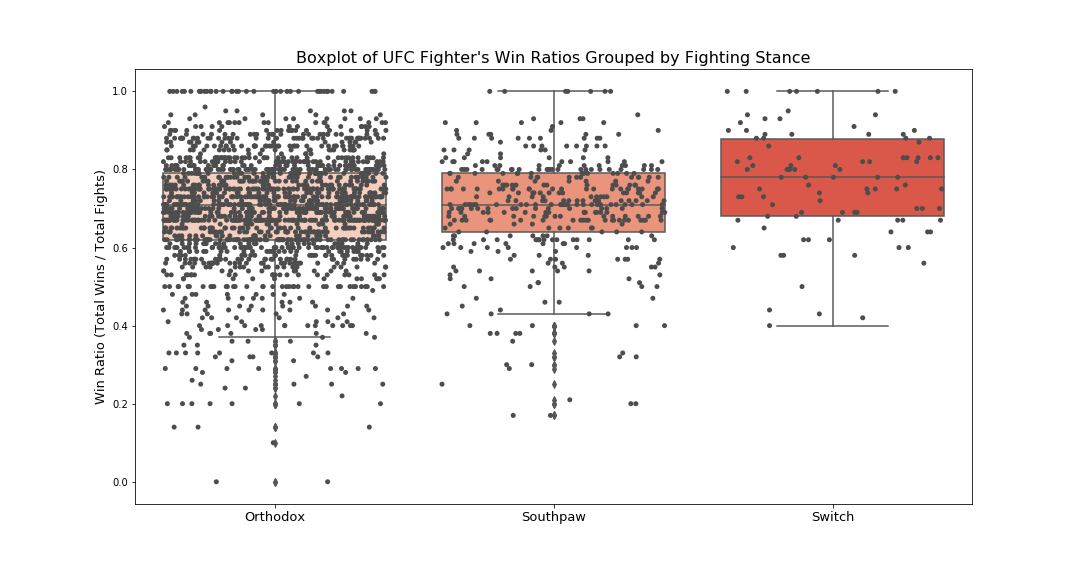 Boxplot of UFC Fighter's Win Ratios Grouped by Fighting Stance
Win Ratio (Total Wins / Total Fights)
1.0
0.8
0.6
0.4
0.2
0.0
Orthodox
Southpaw
Switch